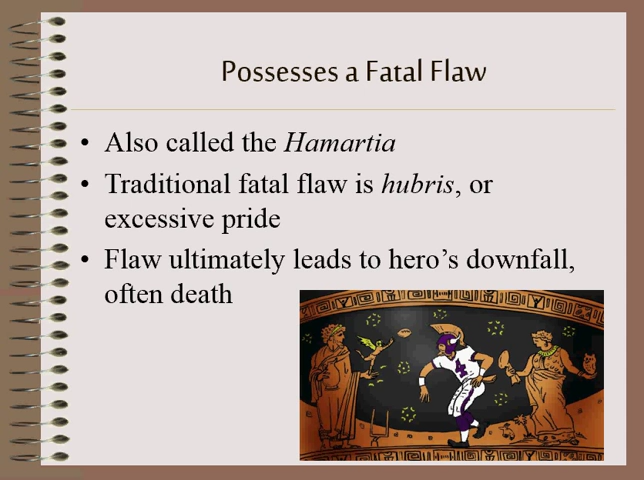 Possesses a Fatal Flaw
• Also called the Hamartia
• Traditional fatal flaw is hubris, or
excessive pride
• Flaw ultimately leads to hero’s downfall,
often death
4